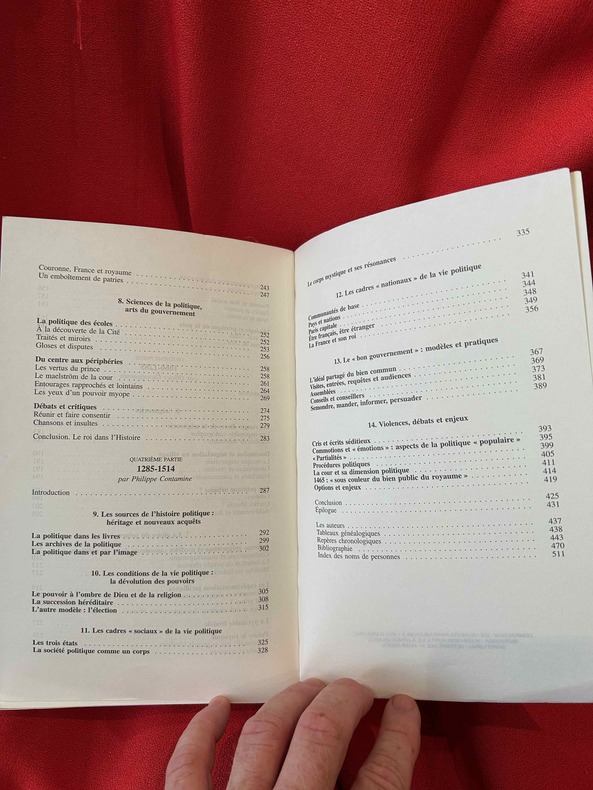 Couronne, France et royaume 243
Un emboîtement de patries 247
8. Sciences de la politique,
arts du gouvernement
La politique des écoles 252
À la découverte de la Cité 252
Traités et miroirs 253
Gloses et disputes 256
Du centre aux périphéries 258
Les vertus du prince 258
Le maelström de la cour 261
Entourages rapprochés et lointains 264
Les yeux d'un pouvoir myope 269
Débats et critiques 274
Réunir et faire consentir 275
Chansons et insultes 279
Conclusion. Le roi dans l'Histoire 283
QUATRIÈME PARTIE
1285-1514
par Philippe Contamine
Introduction 287
9. Les sources de l'histoire politique :
héritage et nouveaux acquêts
La politique dans les livres 292
Les archives de la politique 299
La politique dans et par l'image 302
10. Les conditions de la vie politique :
la dévolution des pouvoirs
Le pouvoir à l'ombre de Dieu et de la religion 305
La succession héréditaire 308
L'autre modèle : l'élection 315
11. Les cadres « sociaux » de la vie politique
Les trois états 325
La société politique comme un corps 328
Le corps mystique et ses résonances 335
12. Les cadres « nationaux » de la vie politique
Communautés de base 341
Pays et nations 344
Paris capitale 348
Être français, être étranger 349
La France et son roi 356
13. Le « bon gouvernement » : modèles et pratiques
L'idéal partagé du bien commun 367
Visites, entrées, requêtes et audiences 369
Assemblées 373
Conseils et conseillers 381
Semondre, mander, informer, persuader 389
14. Violences, débats et enjeux
Cris et écrits séditieux 393
Commotions et « émotions » : aspects de la politique « populaire » 395
« Partialités » 399
Procédures politiques 405
La cour et sa dimension politique 411
1465 : « sous couleur du bien public du royaume » 414
Options et enjeux 419
Conclusion 425
Épilogue 431
Les auteurs 437
Tableaux généalogiques 438
Repères chronologiques 443
Bibliographie 470
Index des noms de personnes 511